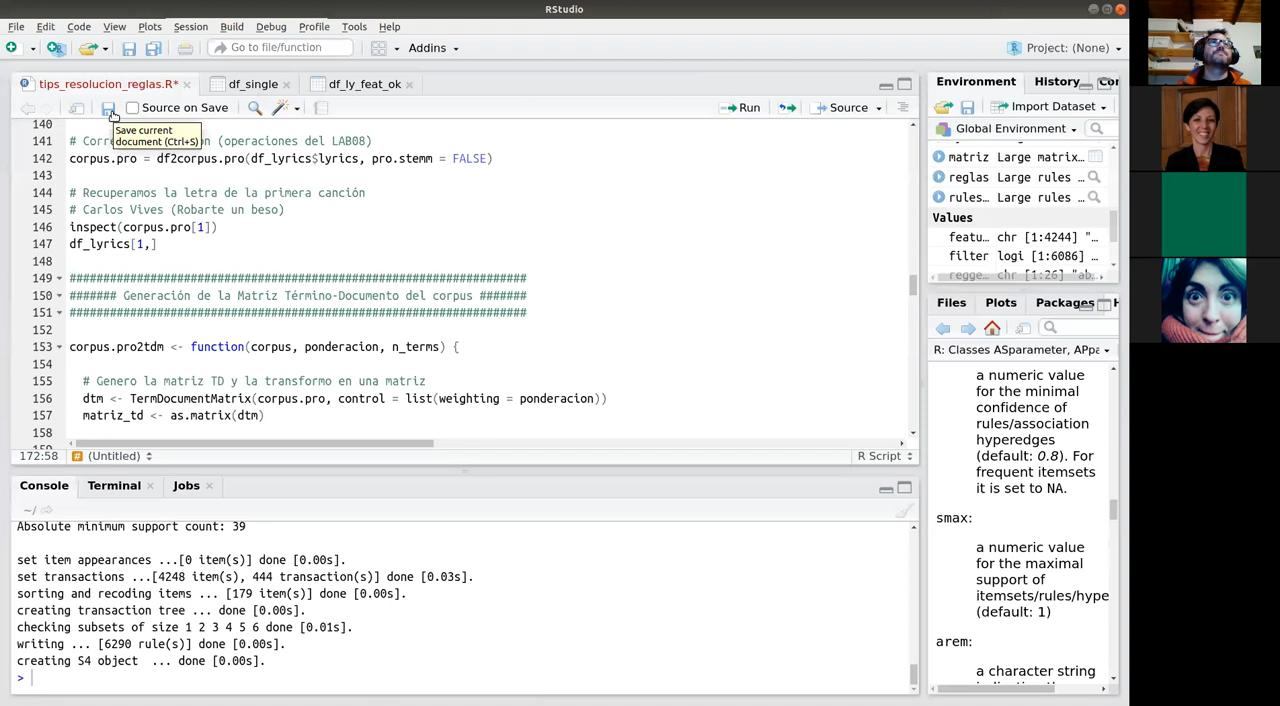 RStudio
File Edit Code View Plots Session Build Debug Profile Tools Help
Go to file/function Addins Project: (None)
tips_resolucion_reglas.R* df_single df_ly_feat_ok
Source on Save Run Source
Save current
document (Ctrl+S)
140
141 # Corre (operaciones del LAB08)
142 corpus.pro = df2corpus.pro(df_lyrics$lyrics, pro.stemm = FALSE)
143
144 # Recuperamos la letra de la primera canción
145 # Carlos Vives (Robarte un beso)
146 inspect(corpus.pro[1])
147 df_lyrics[1,]
148
149 ####################################################################
150 ####### Generación de la Matriz Término-Documento del corpus #######
151 ####################################################################
152
153 corpus.pro2tdm <- function(corpus, ponderacion, n_terms) {
154
155 # Genero la matriz TD y la transformo en una matriz
156 dtm <- TermDocumentMatrix(corpus.pro, control = list(weighting = ponderacion))
157 matriz_td <- as.matrix(dtm)
158
172:58 # (Untitled) R Script
Console Terminal Jobs
~/
Absolute minimum support count: 39
set item appearances ...[0 item(s)] done [0.00s].
set transactions ...[4248 item(s), 444 transaction(s)] done [0.03s].
sorting and recoding items ... [179 item(s)] done [0.00s].
creating transaction tree ... done [0.00s].
checking subsets of size 1 2 3 4 5 6 done [0.01s].
writing ... [6290 rule(s)] done [0.00s].
creating S4 object ... done [0.00s].
>
Environment History
Import Dataset
Global Environment
matriz Large matrix…
reglas Large rules …
rules… Large rules …
Values
featu… chr [1:4244] "…
filter logi [1:6086] …
regge… chr [1:26] "ab…
Files Plots Packages
R: Classes ASparameter, APpa
a numeric value
for the minimal
confidence of
rules/association
hyperedges
(default: 0.8). For
frequent itemsets
it is set to NA.
smax:
a numeric value
for the maximal
support of
itemsets/rules/hype
(default: 1)
arem:
a character string